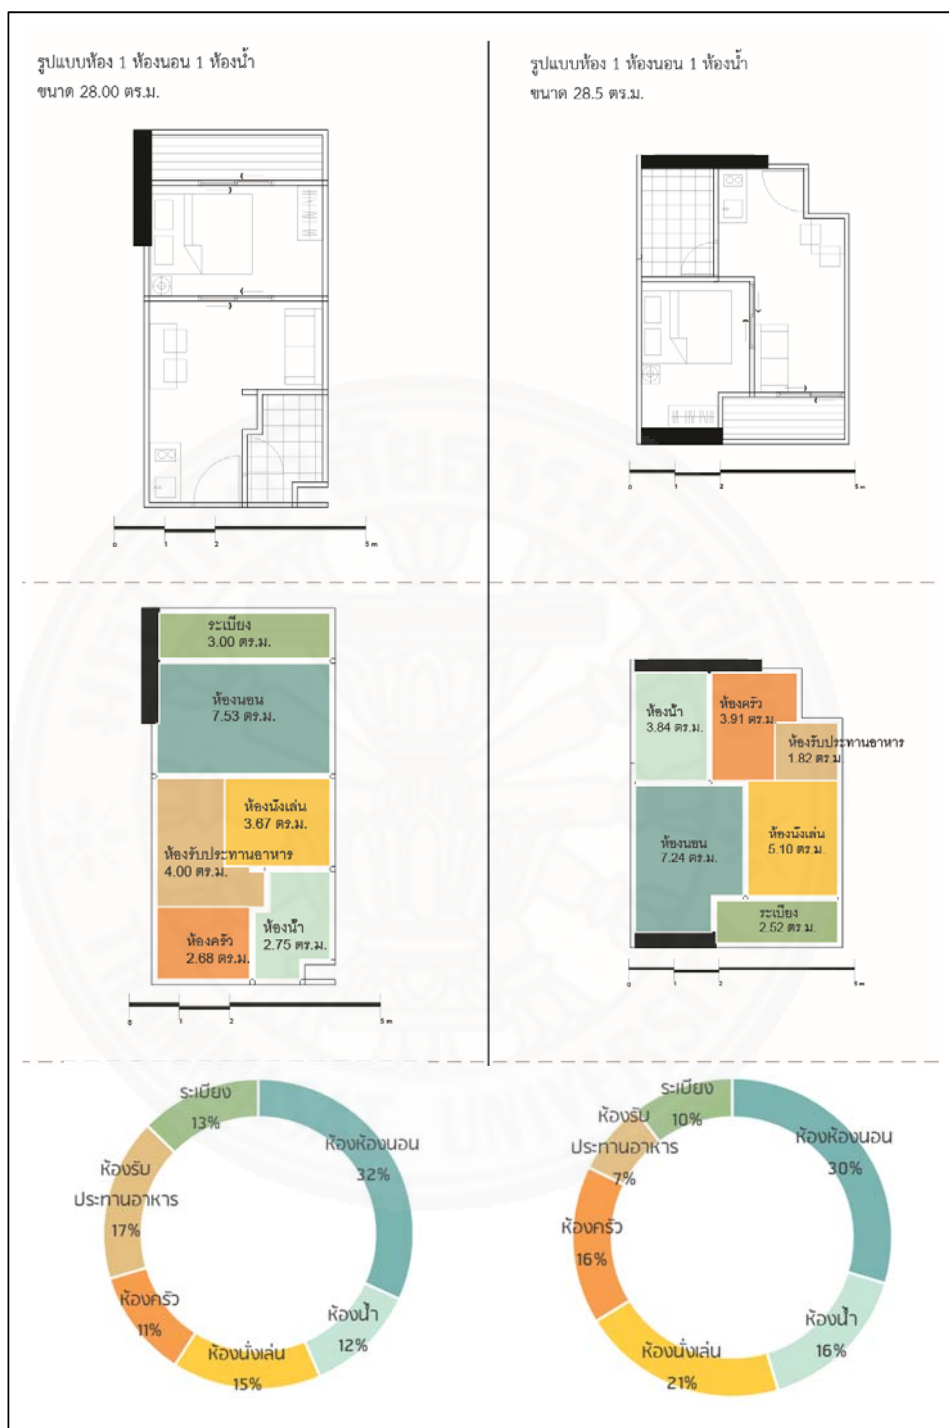 รูปแบบห้อง 1 ห้องนอน 1 ห้องน้ำ
ขนาด 28.00 ตร.ม.
รูปแบบห้อง 1 ห้องนอน 1 ห้องน้ำ
ขนาด 28.5 ตร.ม.
0 1 2 5 m
0 1 2 5 m
ระเบียง
3.00 ตร.ม.
ห้องนอน
7.53 ตร.ม.
ห้องนั่งเล่น
3.67 ตร.ม.
ห้องรับประทานอาหาร
4.00 ตร.ม.
ห้องครัว
2.68 ตร.ม.
ห้องน้ำ
2.75 ตร.ม.
0 1 2 5 m
ห้องน้ำ
3.84 ตร.ม.
ห้องครัว
3.91 ตร.ม.
ห้องรับประทานอาหาร
1.82 ตร.ม.
ห้องนอน
7.24 ตร.ม.
ห้องนั่งเล่น
5.10 ตร.ม.
ระเบียง
2.52 ตร.ม.
0 1 2 5 m
ระเบียง
13%
ห้องห้องนอน
32%
ห้องรับ
ประทานอาหาร
17%
ห้องครัว
11%
ห้องนั่งเล่น
15%
ห้องน้ำ
12%
ระเบียง
10%
ห้องรับ
ประทานอาหาร
7%
ห้องห้องนอน
30%
ห้องครัว
16%
ห้องนั่งเล่น
21%
ห้องน้ำ
16%